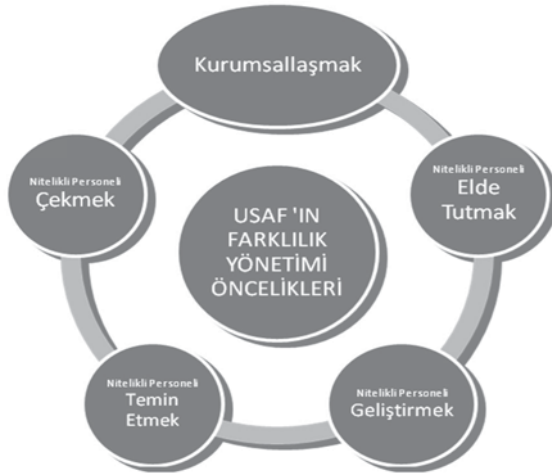 Kurumsallaşmak
Nitelikli Personeli
Çekmek
Nitelikli Personeli
Elde
Tutmak
USAF 'IN
FARKLILIK
YÖNETİMİ
ÖNCELİKLERİ
Nitelikli Personeli
Temin
Etmek
Nitelikli Personeli
Geliştirmek